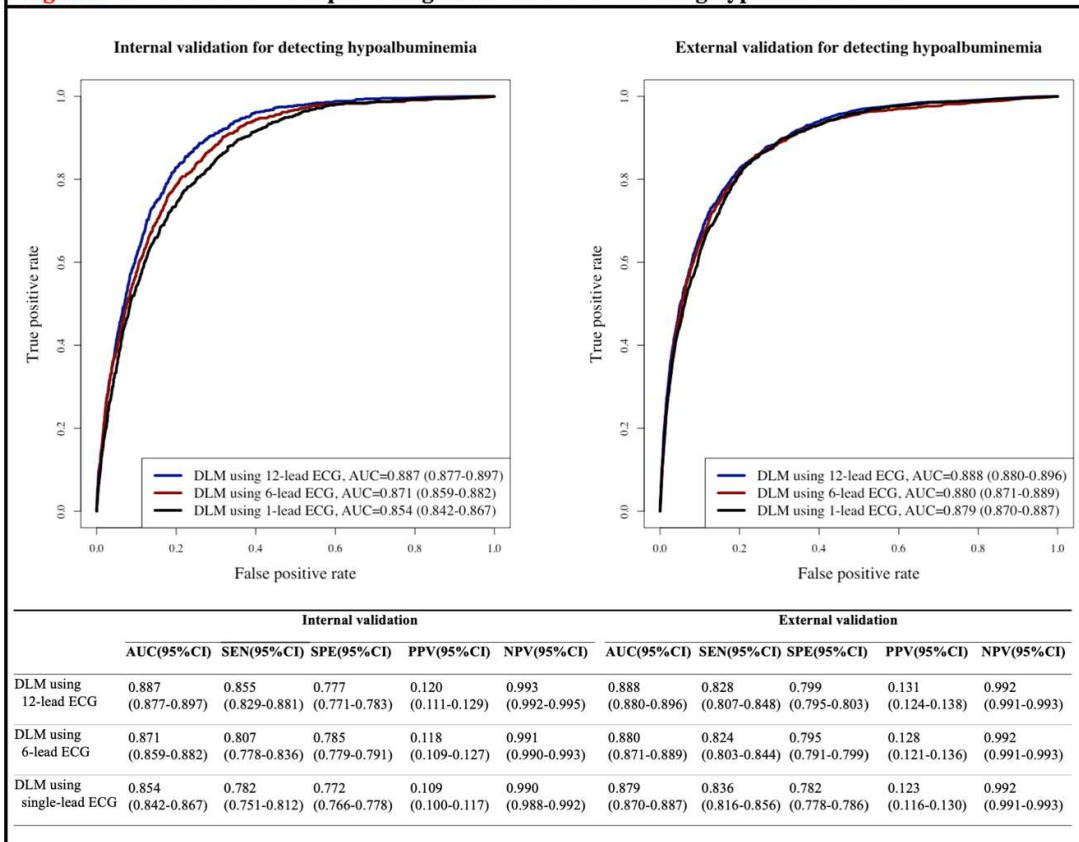 Internal validation for detecting hypoalbuminemia
True positive rate
1.0
0.8
0.6
0.4
0.2
0.0
DLM using 12-lead ECG, AUC=0.887 (0.877-0.897)
DLM using 6-lead ECG, AUC=0.871 (0.859-0.882)
DLM using 1-lead ECG, AUC=0.854 (0.842-0.867)
0.0 0.2 0.4 0.6 0.8 1.0
False positive rate
External validation for detecting hypoalbuminemia
True positive rate
1.0
0.8
0.6
0.4
0.2
0.0
DLM using 12-lead ECG, AUC=0.888 (0.880-0.896)
DLM using 6-lead ECG, AUC=0.880 (0.871-0.889)
DLM using 1-lead ECG, AUC=0.879 (0.870-0.887)
0.0 0.2 0.4 0.6 0.8 1.0
False positive rate
Internal validation External validation
AUC(95%CI) SEN(95%CI) SPE(95%CI) PPV(95%CI) NPV(95%CI) AUC(95%CI) SEN(95%CI) SPE(95%CI) PPV(95%CI) NPV(95%CI)
DLM using 0.887 0.855 0.777 0.120 0.993 0.888 0.828 0.799 0.131 0.992
12-lead ECG (0.877-0.897) (0.829-0.881) (0.771-0.783) (0.111-0.129) (0.992-0.995) (0.880-0.896) (0.807-0.848) (0.795-0.803) (0.124-0.138) (0.991-0.993)
DLM using 0.871 0.807 0.785 0.118 0.991 0.880 0.824 0.795 0.128 0.992
6-lead ECG (0.859-0.882) (0.778-0.836) (0.779-0.791) (0.109-0.127) (0.990-0.993) (0.871-0.889) (0.803-0.844) (0.791-0.799) (0.121-0.136) (0.991-0.993)
DLM using 0.854 0.782 0.772 0.109 0.990 0.879 0.836 0.782 0.123 0.992
single-lead ECG (0.842-0.867) (0.751-0.812) (0.766-0.778) (0.100-0.117) (0.988-0.992) (0.870-0.887) (0.816-0.856) (0.778-0.786) (0.116-0.130) (0.991-0.993)